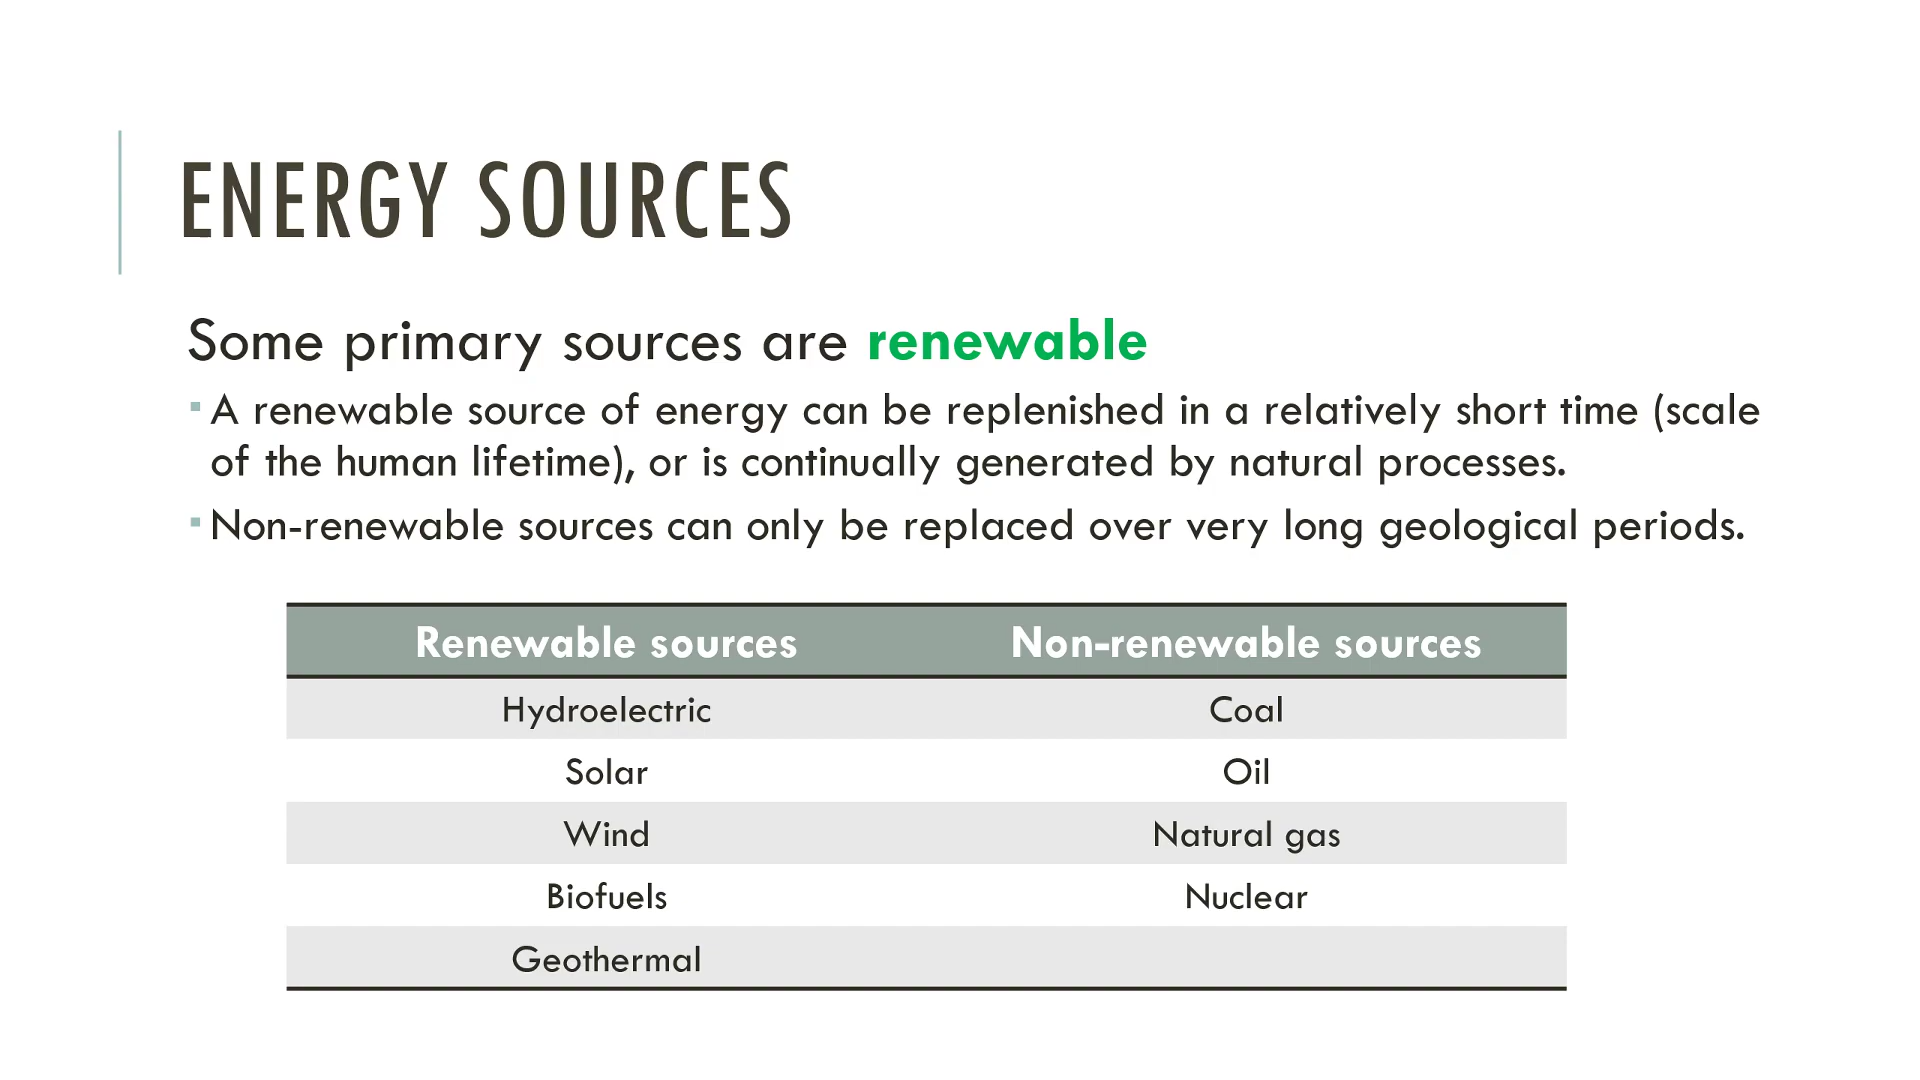 ENERGY SOURCES
Some primary sources are renewable
▪ A renewable source of energy can be replenished in a relatively short time (scale
of the human lifetime), or is continually generated by natural processes.
▪ Non-renewable sources can only be replaced over very long geological periods.
Renewable sources Non-renewable sources
Hydroelectric Coal
Solar Oil
Wind Natural gas
Biofuels Nuclear
Geothermal